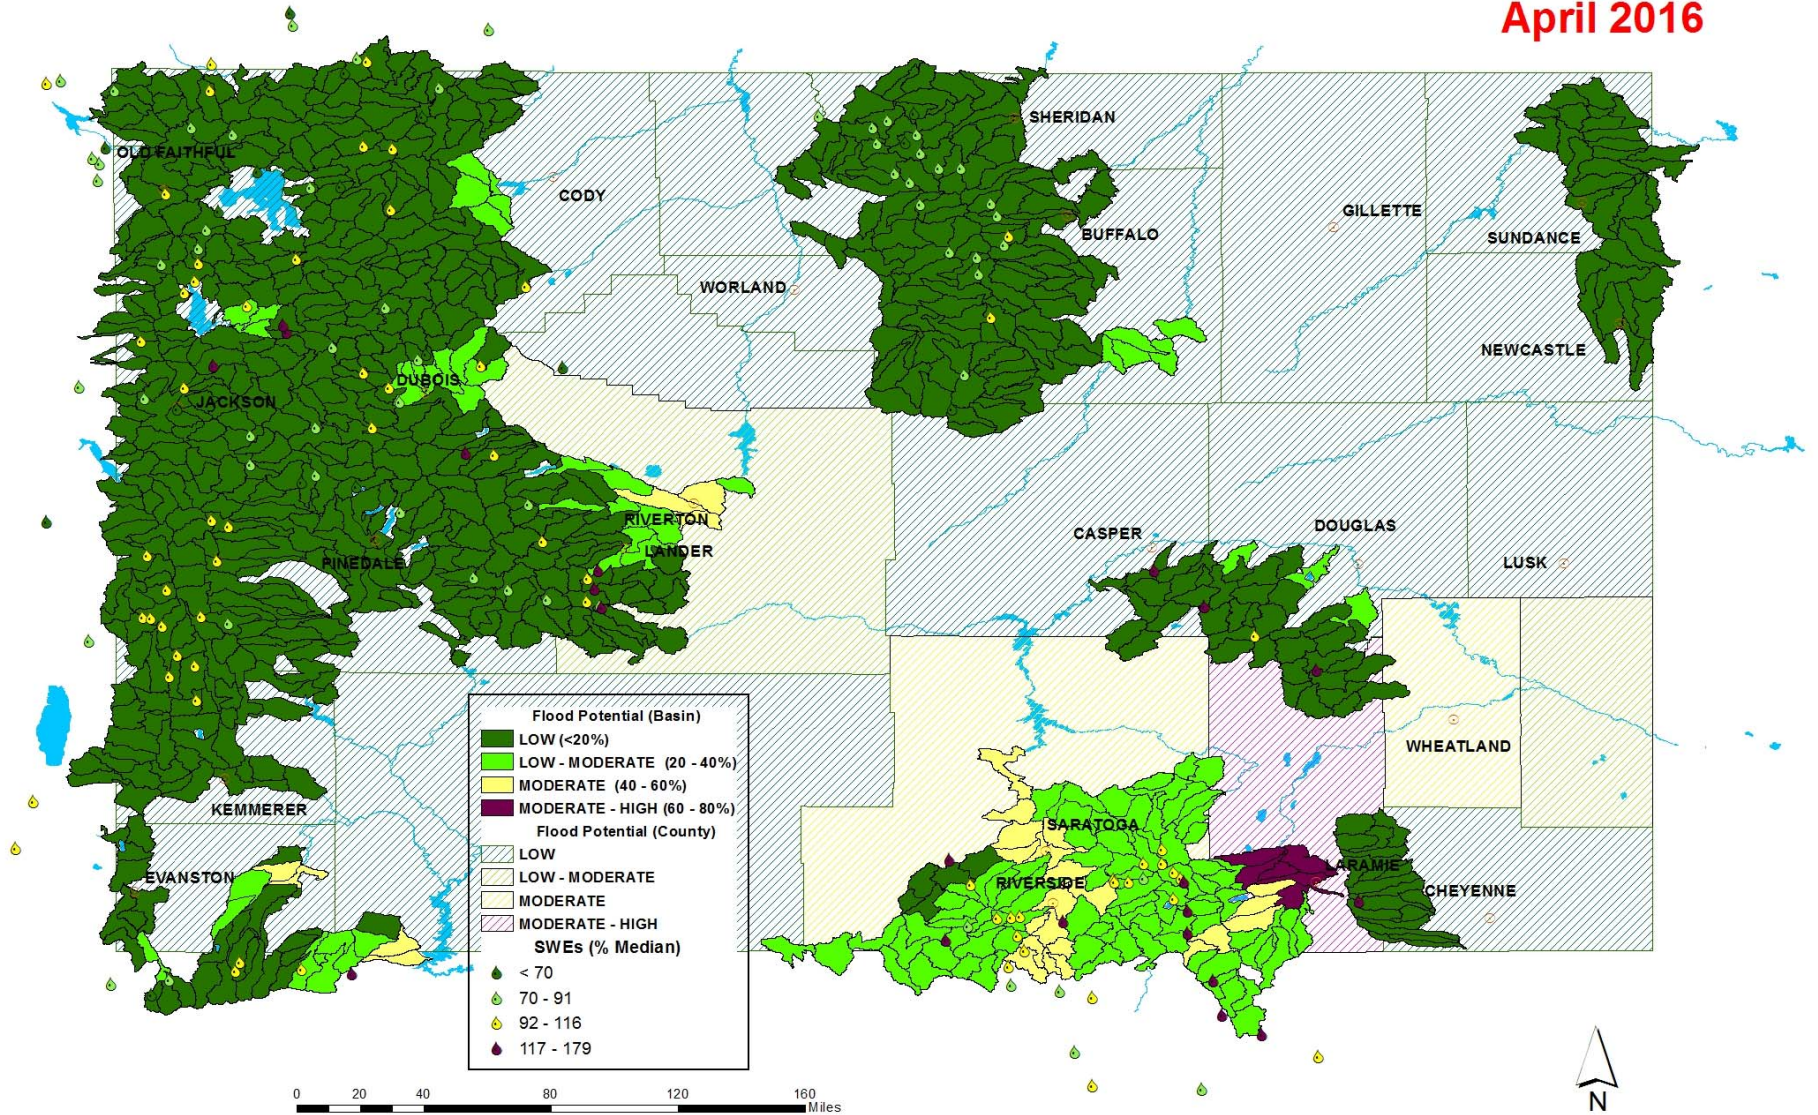 April 2016
SHERIDAN
OLD FAITHFUL
CODY
GILLETTE
BUFFALO
SUNDANCE
WORLAND
NEWCASTLE
DUBOIS
JACKSON
RIVERTON
DOUGLAS
CASPER
LANDER
PINEDALE
LUSK
Flood Potential (Basin)
LOW (<20%)
LOW - MODERATE (20 - 40%)
MODERATE (40 - 60%)
MODERATE - HIGH (60 - 80%)
Flood Potential (County)
LOW
LOW - MODERATE
MODERATE
MODERATE - HIGH
SWEs (% Median)
< 70
70 - 91
92 - 116
117 - 179
WHEATLAND
KEMMERER
SARATOGA
LARAMIE
EVANSTON
RIVERSIDE
CHEYENNE
0 20 40 80 120 160
Miles
N